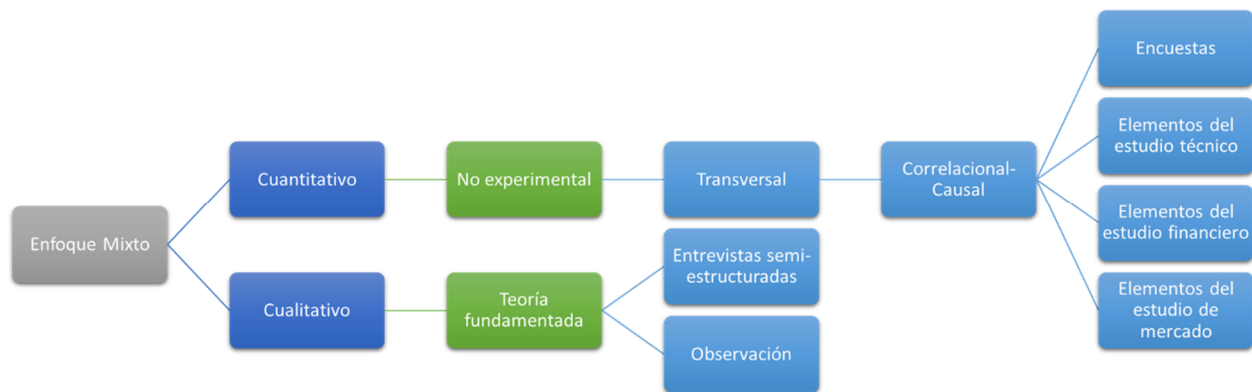 Enfoque Mixto
Cuantitativo
No experimental
Transversal
Correlacional-
Causal
Encuestas
Elementos del
estudio técnico
Elementos del
estudio financiero
Elementos del
estudio de
mercado
Cualitativo
Teoría
fundamentada
Entrevistas semi-
estructuradas
Observación